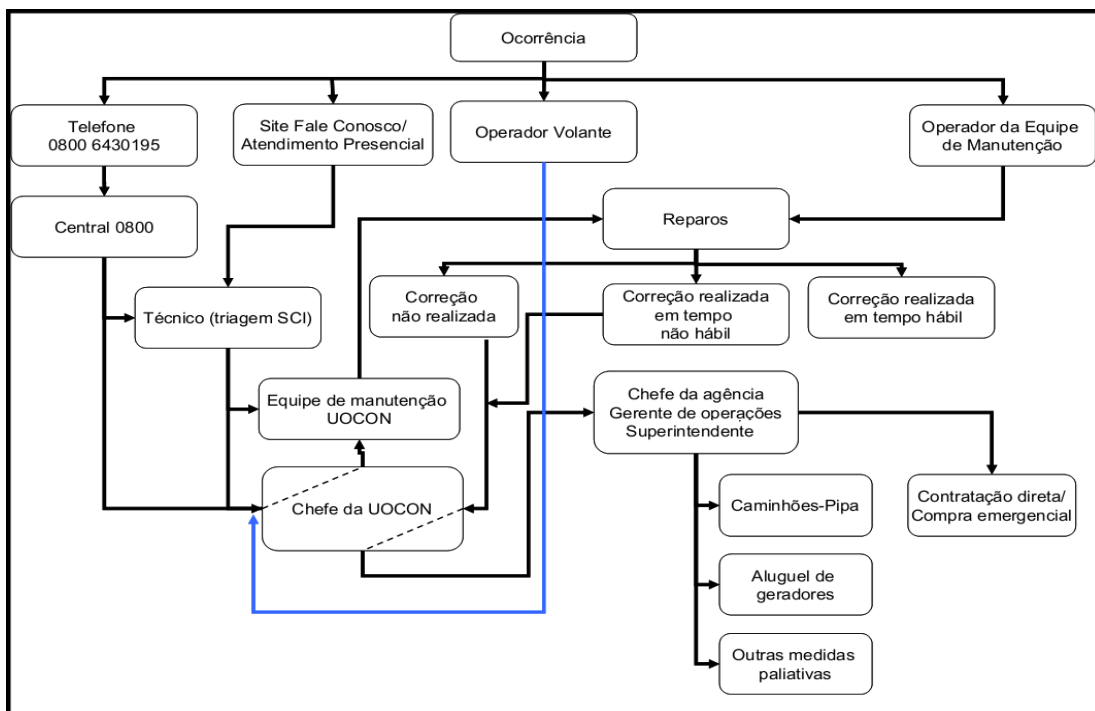 Ocorrência
Telefone
0800 6430195
Site Fale Conosco/
Atendimento Presencial
Operador Volante
Operador da Equipe
de Manutenção
Central 0800
Reparos
Técnico (triagem SCI)
Correção
não realizada
Correção realizada
em tempo
não hábil
Correção realizada
em tempo hábil
Equipe de manutenção
UOCON
Chefe da agência
Gerente de operações
Superintendente
Chefe da UOCON
Caminhões-Pipa
Contratação direta/
Compra emergencial
Aluguel de
geradores
Outras medidas
paliativas